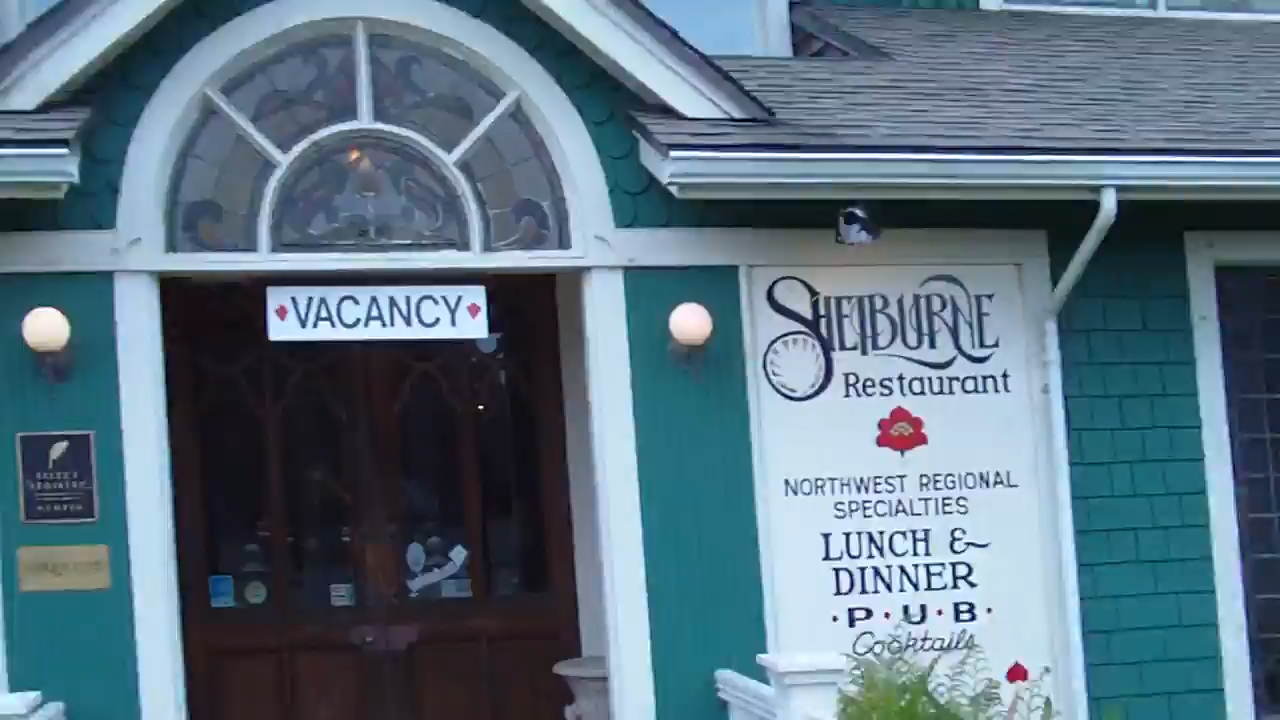 VACANCY
SHELBURNE
Restaurant
NORTHWEST REGIONAL
SPECIALTIES
LUNCH &
DINNER
·P·U·B·
Cocktails